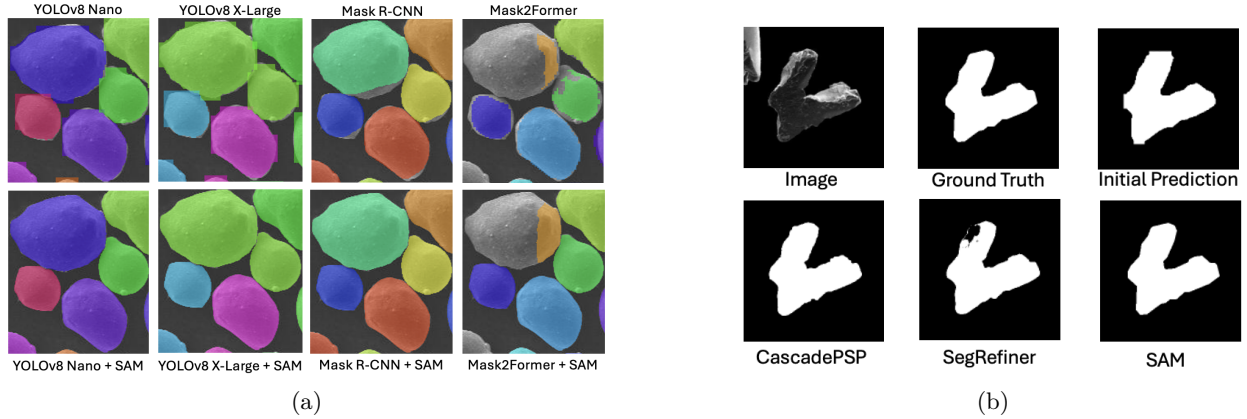 YOLOv8 Nano YOLOv8 X-Large Mask R-CNN Mask2Former
YOLOv8 Nano + SAM YOLOv8 X-Large + SAM Mask R-CNN + SAM Mask2Former + SAM
(a)
Image Ground Truth Initial Prediction
CascadePSP SegRefiner SAM
(b)